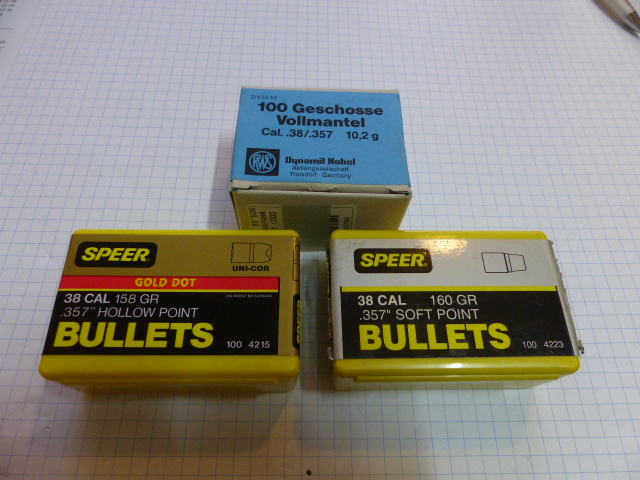 100 Geschosse
Vollmantel
Cal. .38/.357 10,2 g
RWS
Dynamit Nobel
Aktiengesellschaft
Troisdorf · Germany
SPEER
UNI-COR
GOLD DOT
38 CAL 158 GR
.357" HOLLOW POINT
BULLETS
100 4215
SPEER
38 CAL 160 GR
.357" SOFT POINT
BULLETS
100 4223